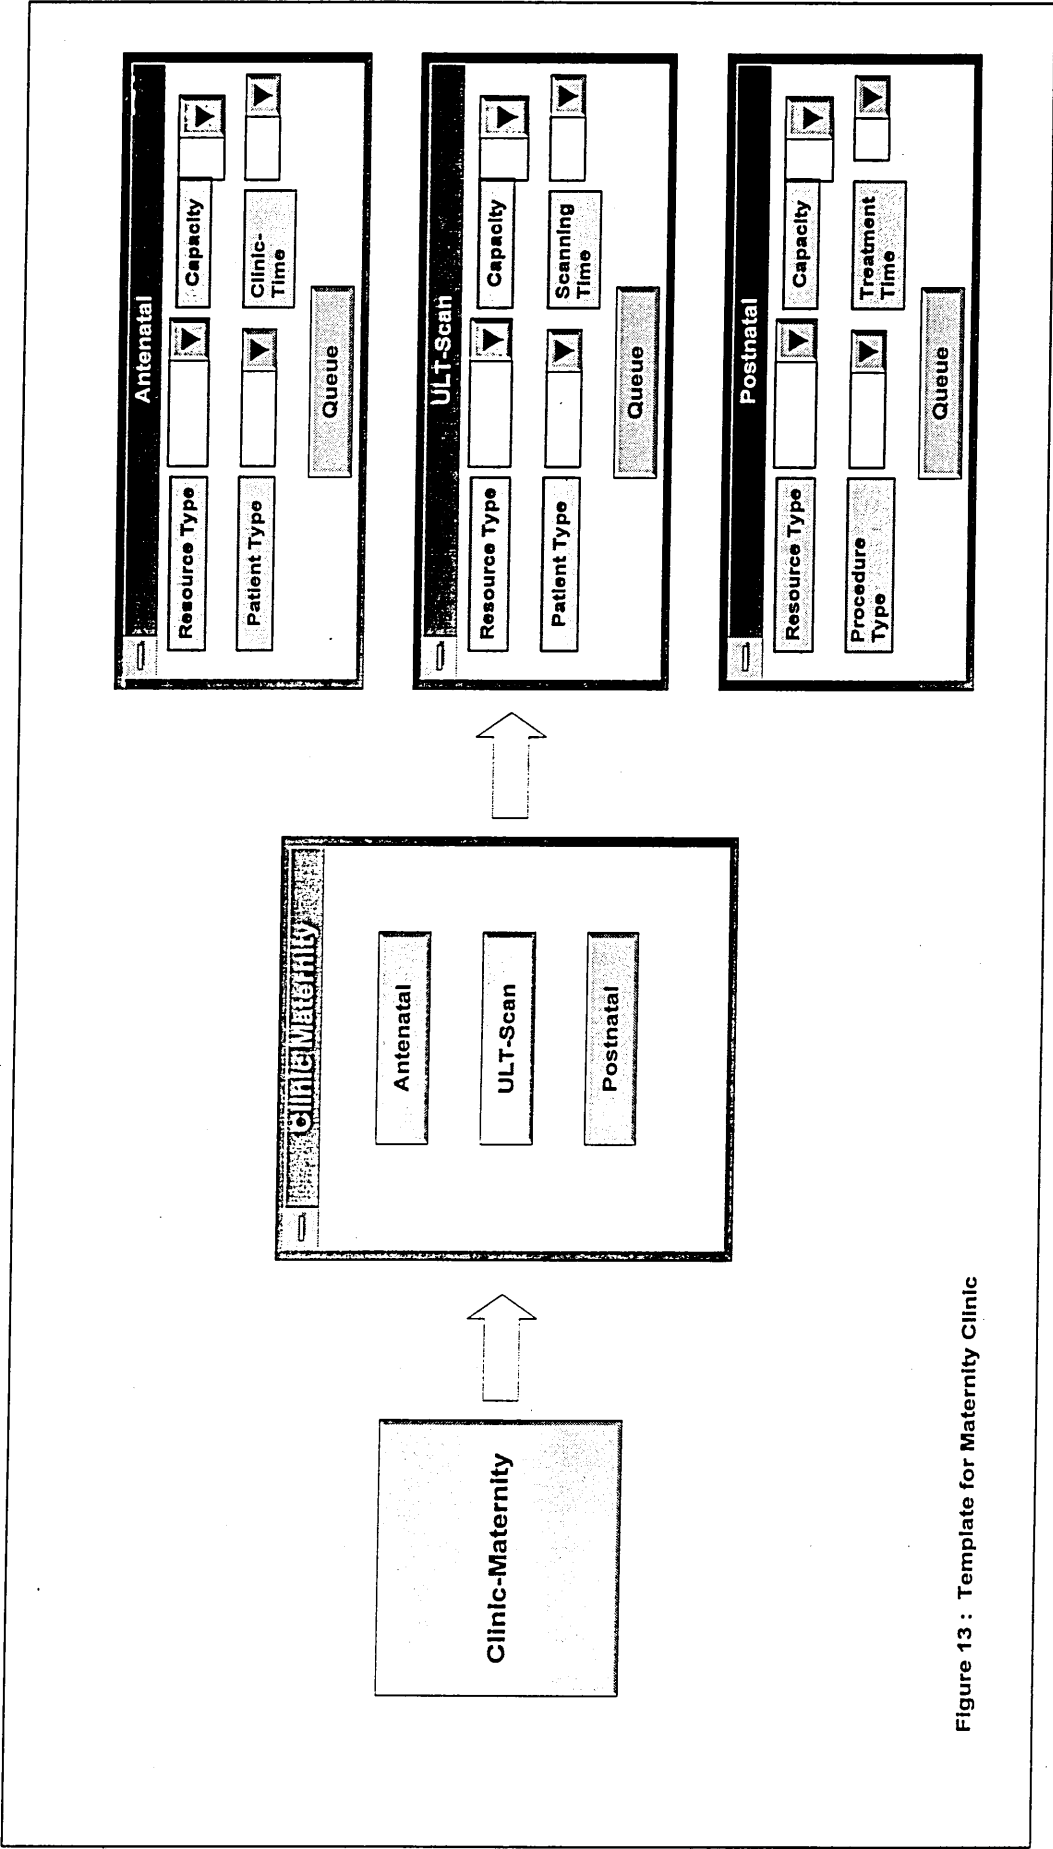 Clinic-Maternity
Clinic Maternity
Antenatal
ULT-Scan
Postnatal
Antenatal
Resource Type
Capacity
Patient Type
Clinic-
Time
Queue
ULT-Scan
Resource Type
Capacity
Patient Type
Scanning
Time
Queue
Postnatal
Resource Type
Capacity
Procedure
Type
Treatment
Time
Queue
Figure 13 : Template for Maternity Clinic